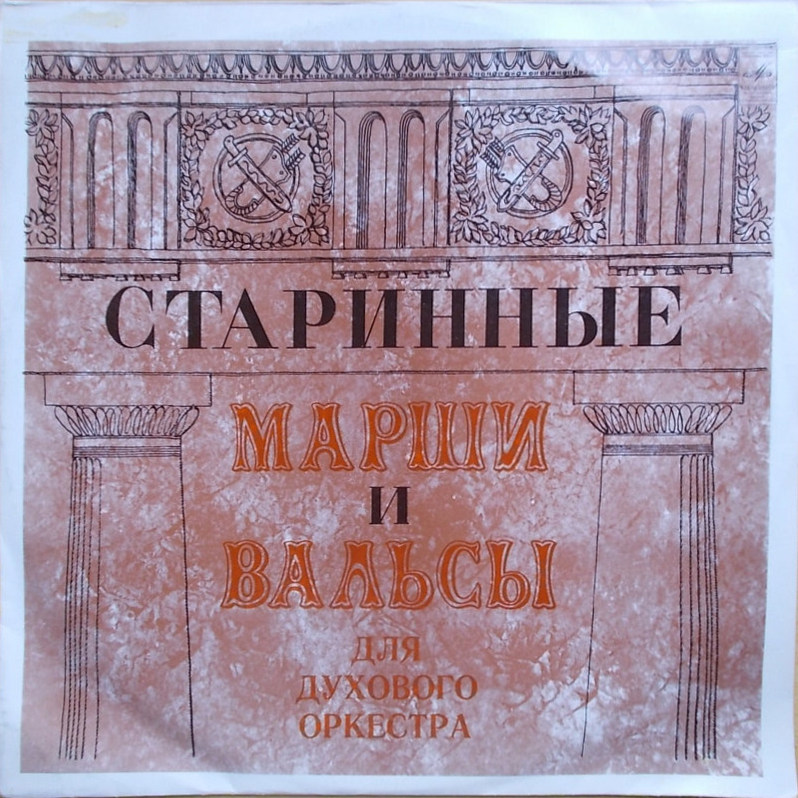 СТАРИННЫЕ
МАРШИ
И
ВАЛЬСЫ
ДЛЯ
ДУХОВОГО
ОРКЕСТРА